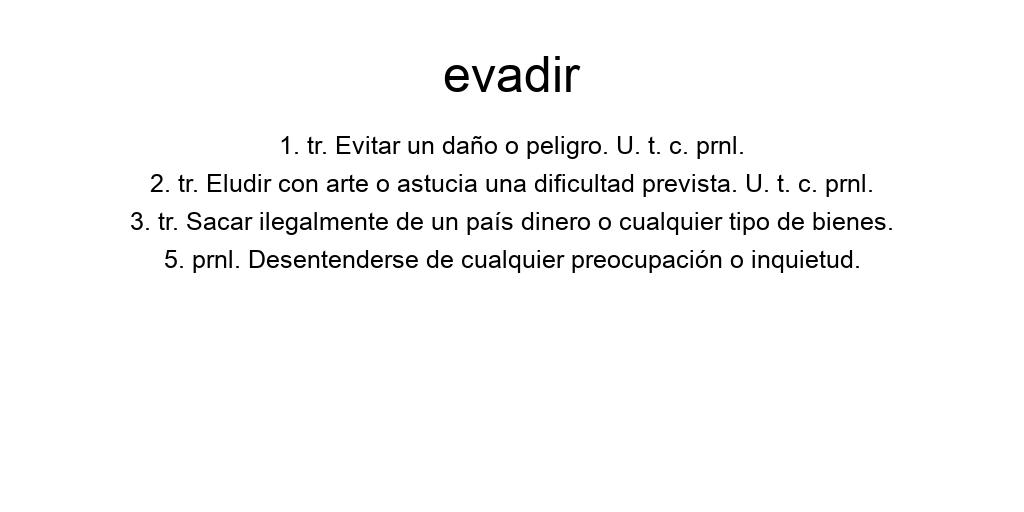 evadir
1. tr. Evitar un daño o peligro. U. t. c. prnl.
2. tr. Eludir con arte o astucia una dificultad prevista. U. t. c. prnl.
3. tr. Sacar ilegalmente de un país dinero o cualquier tipo de bienes.
5. prnl. Desentenderse de cualquier preocupación o inquietud.